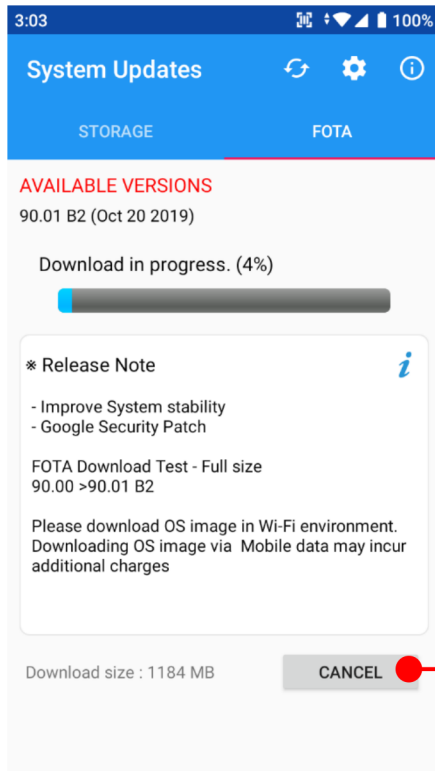 3:03 100%
System Updates
STORAGE FOTA
AVAILABLE VERSIONS
90.01 B2 (Oct 20 2019)
Download in progress. (4%)
※ Release Note i
- Improve System stability
- Google Security Patch
FOTA Download Test - Full size
90.00 >90.01 B2
Please download OS image in Wi-Fi environment.
Downloading OS image via  Mobile data may incur
additional charges
Download size : 1184 MB CANCEL